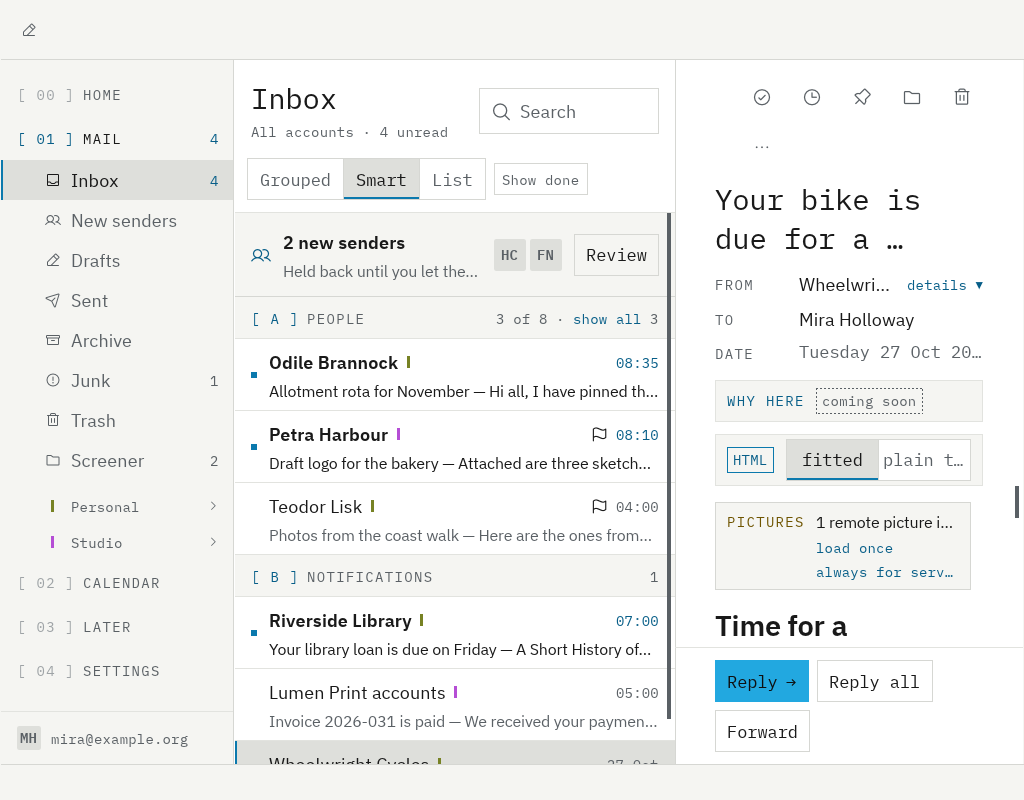 [ 00 ] HOME
[ 01 ] MAIL 4
Inbox 4
New senders
Drafts
Sent
Archive
Junk 1
Trash
Screener 2
Personal
Studio
[ 02 ] CALENDAR
[ 03 ] LATER
[ 04 ] SETTINGS
MH mira@example.org
Inbox
All accounts · 4 unread
Search
Grouped Smart List Show done
2 new senders
Held back until you let the…
HC FN Review
[ A ] PEOPLE 3 of 8 · show all 3
Odile Brannock 08:35
Allotment rota for November — Hi all, I have pinned th…
Petra Harbour 08:10
Draft logo for the bakery — Attached are three sketch…
Teodor Lisk 04:00
Photos from the coast walk — Here are the ones from…
[ B ] NOTIFICATIONS 1
Riverside Library 07:00
Your library loan is due on Friday — A Short History of…
Lumen Print accounts 05:00
Invoice 2026-031 is paid — We received your paymen…
Wheelwright Cycles 27 Oct
…
Your bike is
due for a …
FROM Wheelwri… details ▼
TO Mira Holloway
DATE Tuesday 27 Oct 20…
WHY HERE coming soon
HTML fitted plain t…
PICTURES 1 remote picture i…
load once
always for serv…
Time for a
Reply → Reply all
Forward